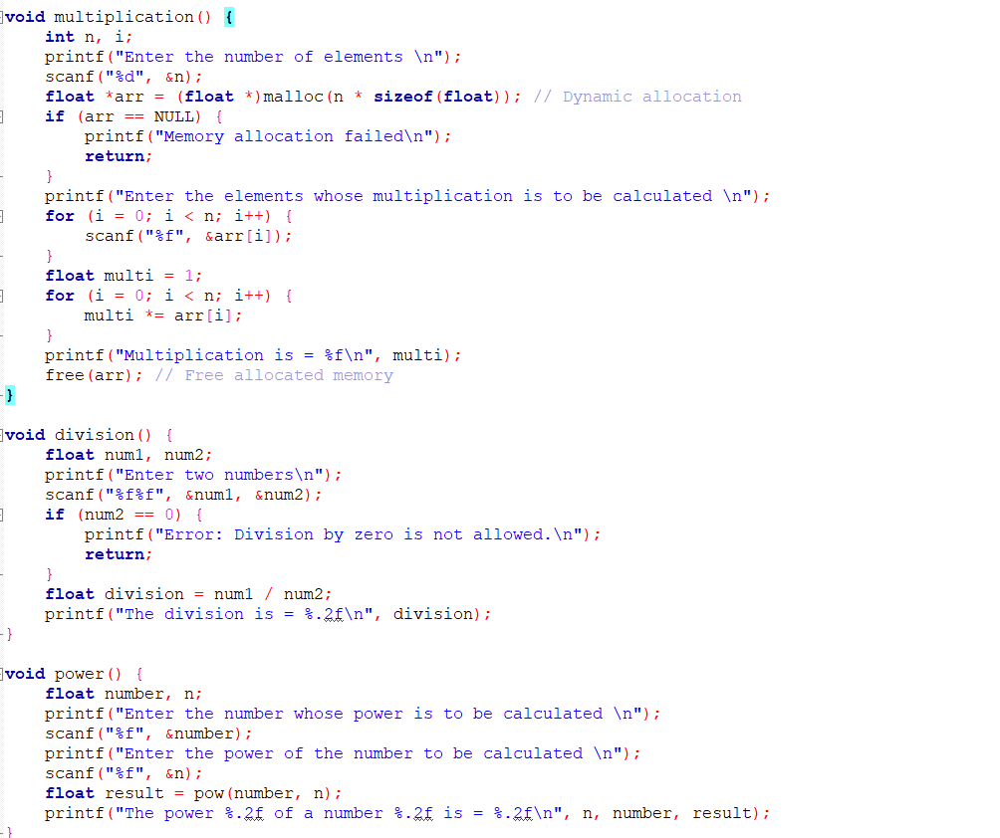 void multiplication() {
    int n, i;
    printf("Enter the number of elements \n");
    scanf("%d", &n);
    float *arr = (float *)malloc(n * sizeof(float)); // Dynamic allocation
    if (arr == NULL) {
        printf("Memory allocation failed\n");
        return;
    }
    printf("Enter the elements whose multiplication is to be calculated \n");
    for (i = 0; i < n; i++) {
        scanf("%f", &arr[i]);
    }
    float multi = 1;
    for (i = 0; i < n; i++) {
        multi *= arr[i];
    }
    printf("Multiplication is = %f\n", multi);
    free(arr); // Free allocated memory
}

void division() {
    float num1, num2;
    printf("Enter two numbers\n");
    scanf("%f%f", &num1, &num2);
    if (num2 == 0) {
        printf("Error: Division by zero is not allowed.\n");
        return;
    }
    float division = num1 / num2;
    printf("The division is = %.2f\n", division);
}

void power() {
    float number, n;
    printf("Enter the number whose power is to be calculated \n");
    scanf("%f", &number);
    printf("Enter the power of the number to be calculated \n");
    scanf("%f", &n);
    float result = pow(number, n);
    printf("The power %.2f of a number %.2f is = %.2f\n", n, number, result);
}